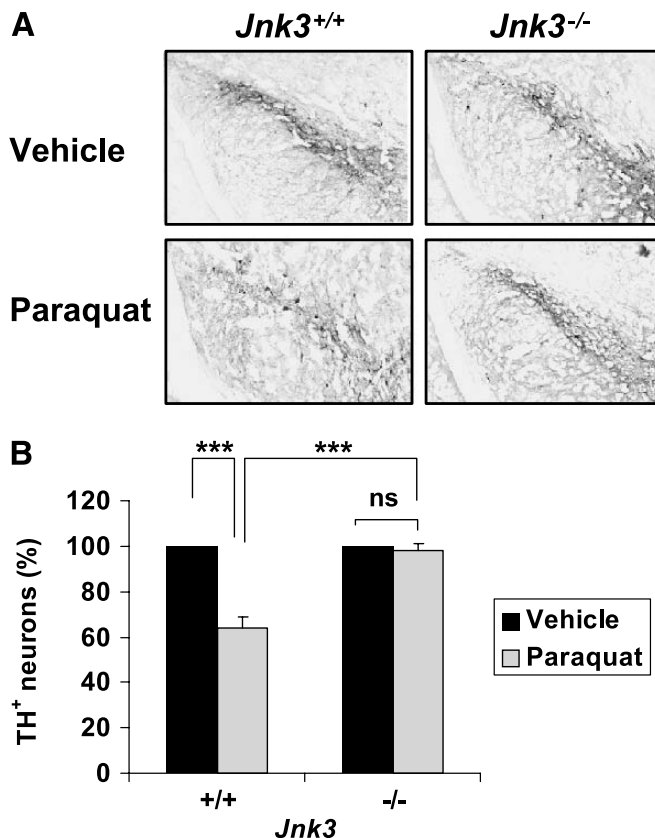 A
Jnk3+/+ Jnk3-/-
Vehicle
Paraquat
B
*** ***
ns
120
100
80
60
40
20
0
TH+ neurons (%)
+/+ -/-
Jnk3
Vehicle
Paraquat